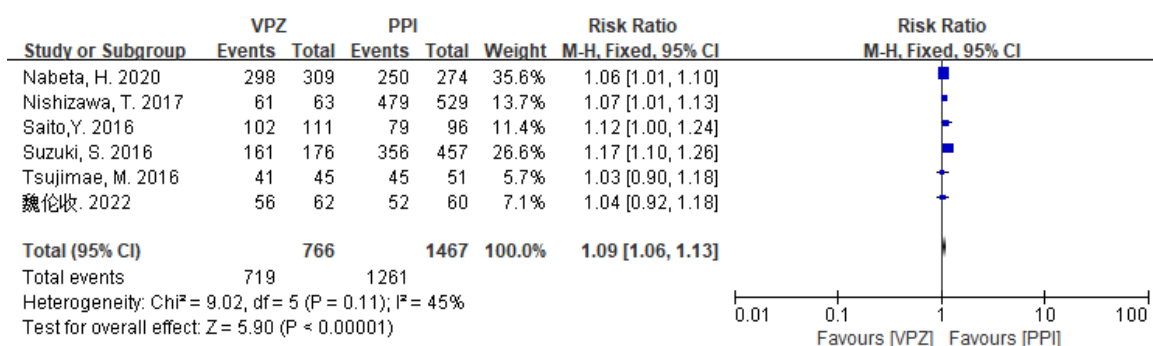 VPZ PPI Risk Ratio Risk Ratio
Study or Subgroup Events Total Events Total Weight M-H, Fixed, 95% CI M-H, Fixed, 95% CI
Nabeta, H. 2020 298 309 250 274 35.6% 1.06 [1.01, 1.10]
Nishizawa, T. 2017 61 63 479 529 13.7% 1.07 [1.01, 1.13]
Saito,Y. 2016 102 111 79 96 11.4% 1.12 [1.00, 1.24]
Suzuki, S. 2016 161 176 356 457 26.6% 1.17 [1.10, 1.26]
Tsujimae, M. 2016 41 45 45 51 5.7% 1.03 [0.90, 1.18]
魏伦收. 2022 56 62 52 60 7.1% 1.04 [0.92, 1.18]
Total (95% CI) 766 1467 100.0% 1.09 [1.06, 1.13]
Total events 719 1261
Heterogeneity: Chi² = 9.02, df = 5 (P = 0.11); I² = 45%
Test for overall effect: Z = 5.90 (P < 0.00001)
0.01 0.1 1 10 100
Favours [VPZ] Favours [PPI]